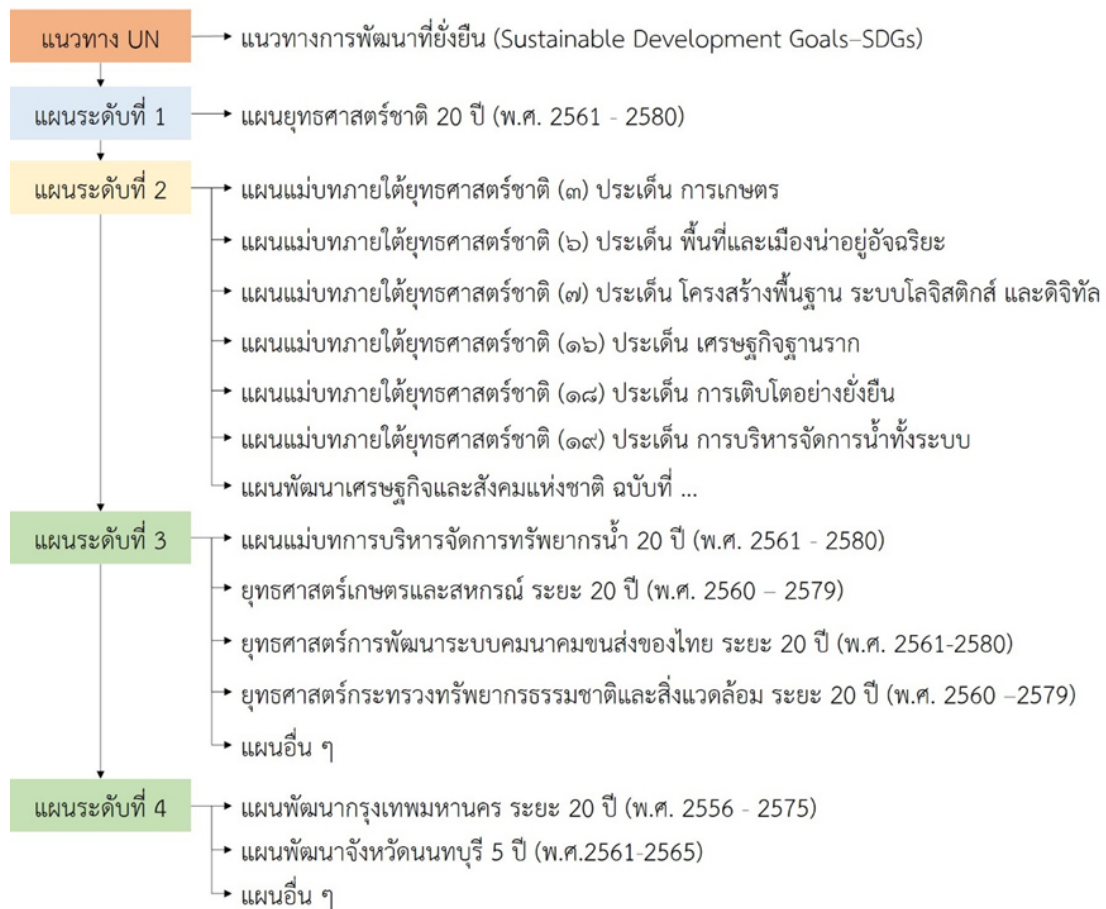 แนวทาง UN แนวทางการพัฒนาที่ยั่งยืน (Sustainable Development Goals–SDGs)
แผนระดับที่ 1 แผนยุทธศาสตร์ชาติ 20 ปี (พ.ศ. 2561 - 2580)
แผนระดับที่ 2 แผนแม่บทภายใต้ยุทธศาสตร์ชาติ (๓) ประเด็น การเกษตร
แผนแม่บทภายใต้ยุทธศาสตร์ชาติ (๖) ประเด็น พื้นที่และเมืองน่าอยู่อัจฉริยะ
แผนแม่บทภายใต้ยุทธศาสตร์ชาติ (๗) ประเด็น โครงสร้างพื้นฐาน ระบบโลจิสติกส์ และดิจิทัล
แผนแม่บทภายใต้ยุทธศาสตร์ชาติ (๑๖) ประเด็น เศรษฐกิจฐานราก
แผนแม่บทภายใต้ยุทธศาสตร์ชาติ (๑๘) ประเด็น การเติบโตอย่างยั่งยืน
แผนแม่บทภายใต้ยุทธศาสตร์ชาติ (๑๙) ประเด็น การบริหารจัดการน้ำทั้งระบบ
แผนพัฒนาเศรษฐกิจและสังคมแห่งชาติ ฉบับที่ ...
แผนระดับที่ 3 แผนแม่บทการบริหารจัดการทรัพยากรน้ำ 20 ปี (พ.ศ. 2561 - 2580)
ยุทธศาสตร์เกษตรและสหกรณ์ ระยะ 20 ปี (พ.ศ. 2560 – 2579)
ยุทธศาสตร์การพัฒนาระบบคมนาคมขนส่งของไทย ระยะ 20 ปี (พ.ศ. 2561-2580)
ยุทธศาสตร์กระทรวงทรัพยากรธรรมชาติและสิ่งแวดล้อม ระยะ 20 ปี (พ.ศ. 2560 –2579)
แผนอื่น ๆ
แผนระดับที่ 4 แผนพัฒนากรุงเทพมหานคร ระยะ 20 ปี (พ.ศ. 2556 - 2575)
แผนพัฒนาจังหวัดนนทบุรี 5 ปี (พ.ศ.2561-2565)
แผนอื่น ๆ